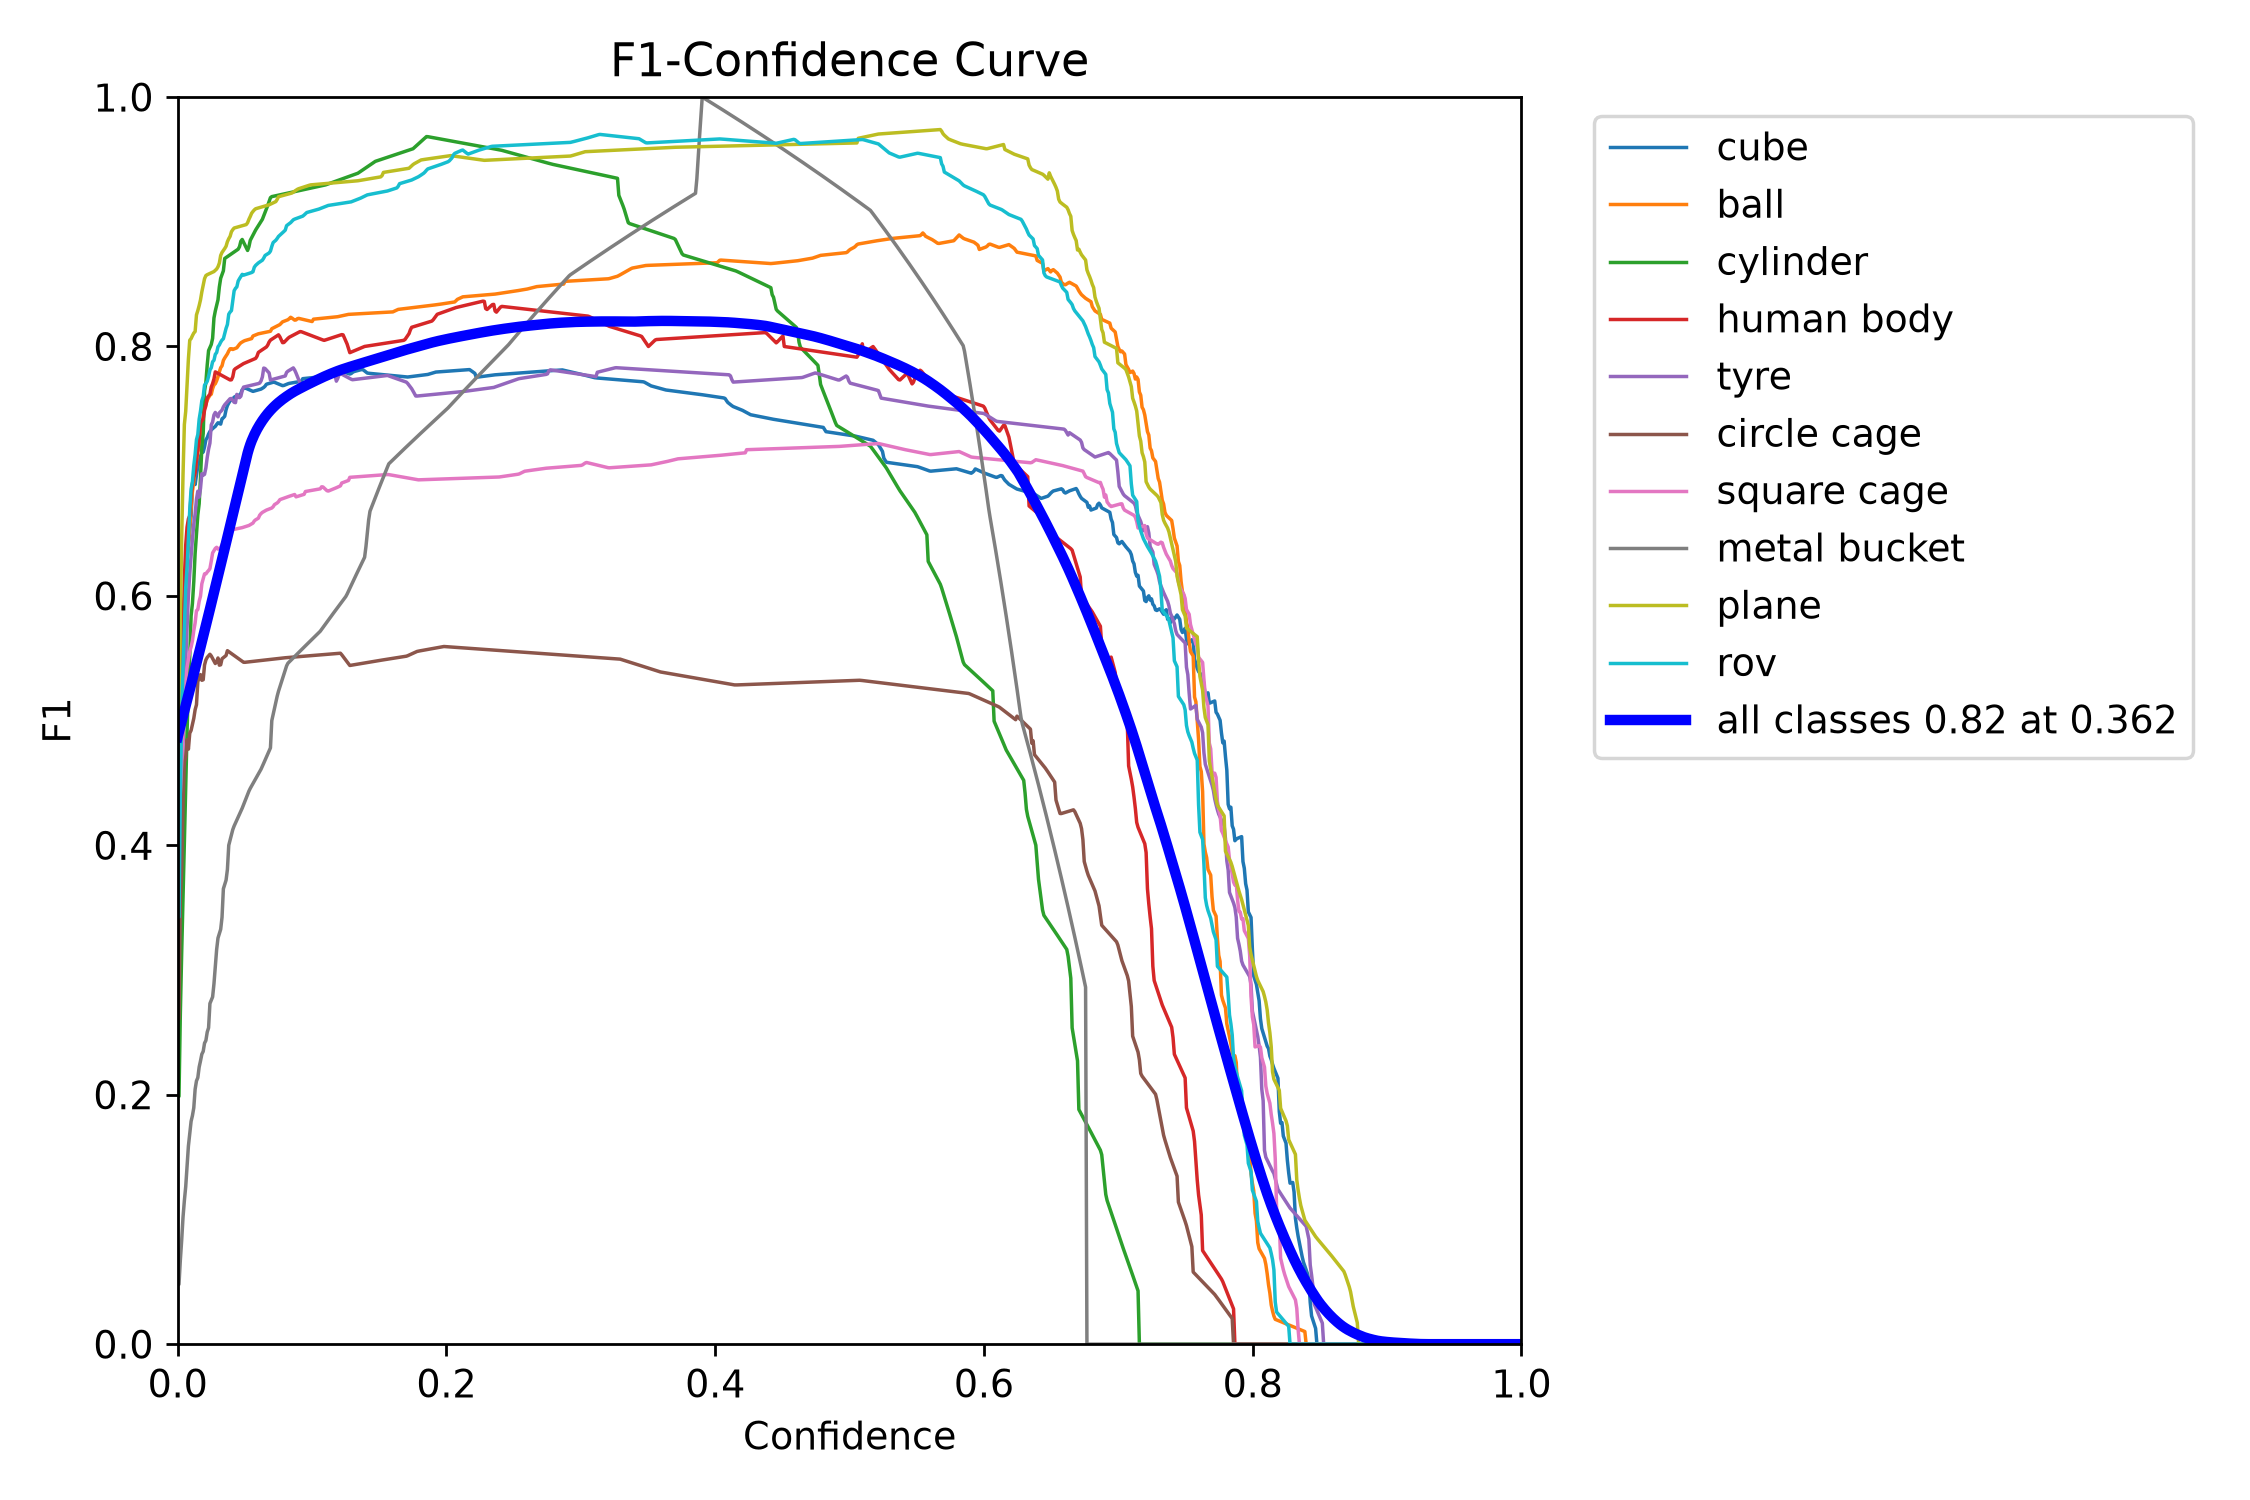 F1-Confidence Curve
1.0
0.8
0.6
0.4
0.2
0.0
F1
0.0 0.2 0.4 0.6 0.8 1.0
Confidence
cube
ball
cylinder
human body
tyre
circle cage
square cage
metal bucket
plane
rov
all classes 0.82 at 0.362